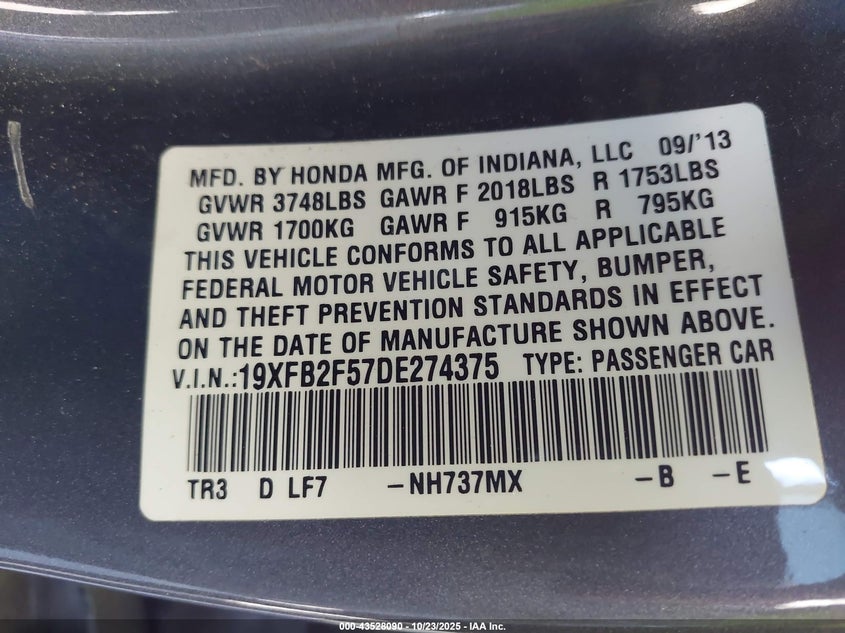 MFD. BY HONDA MFG. OF INDIANA, LLC 09/'13
GVWR 3748LBS GAWR F 2018LBS R 1753LBS
GVWR 1700KG GAWR F 915KG R 795KG
THIS VEHICLE CONFORMS TO ALL APPLICABLE
FEDERAL MOTOR VEHICLE SAFETY, BUMPER,
AND THEFT PREVENTION STANDARDS IN EFFECT
ON THE DATE OF MANUFACTURE SHOWN ABOVE.
V.I.N.:19XFB2F57DE274375 TYPE: PASSENGER CAR
TR3 D LF7 -NH737MX -B -E
000-43528090 - 10/23/2025 - IAA Inc.